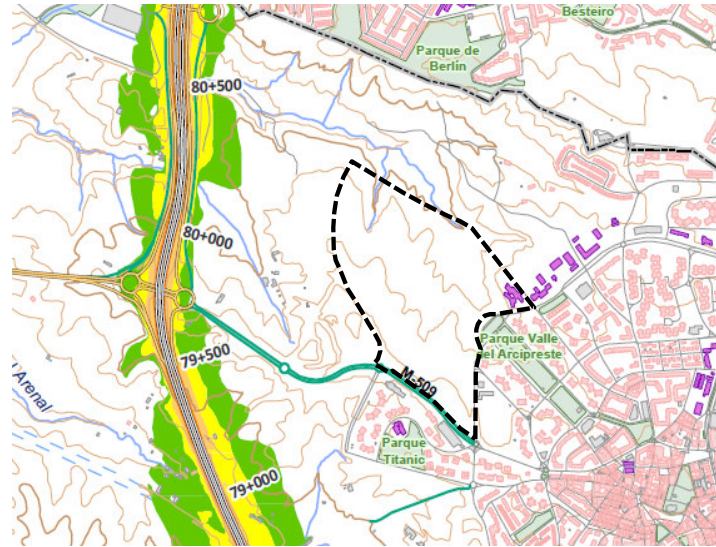 Besteiro
Parque de
Berlin
80+500
80+000
79+500
Parque Valle
el Arcipreste
M-509
Arenal
Parque
Titanic
79+000